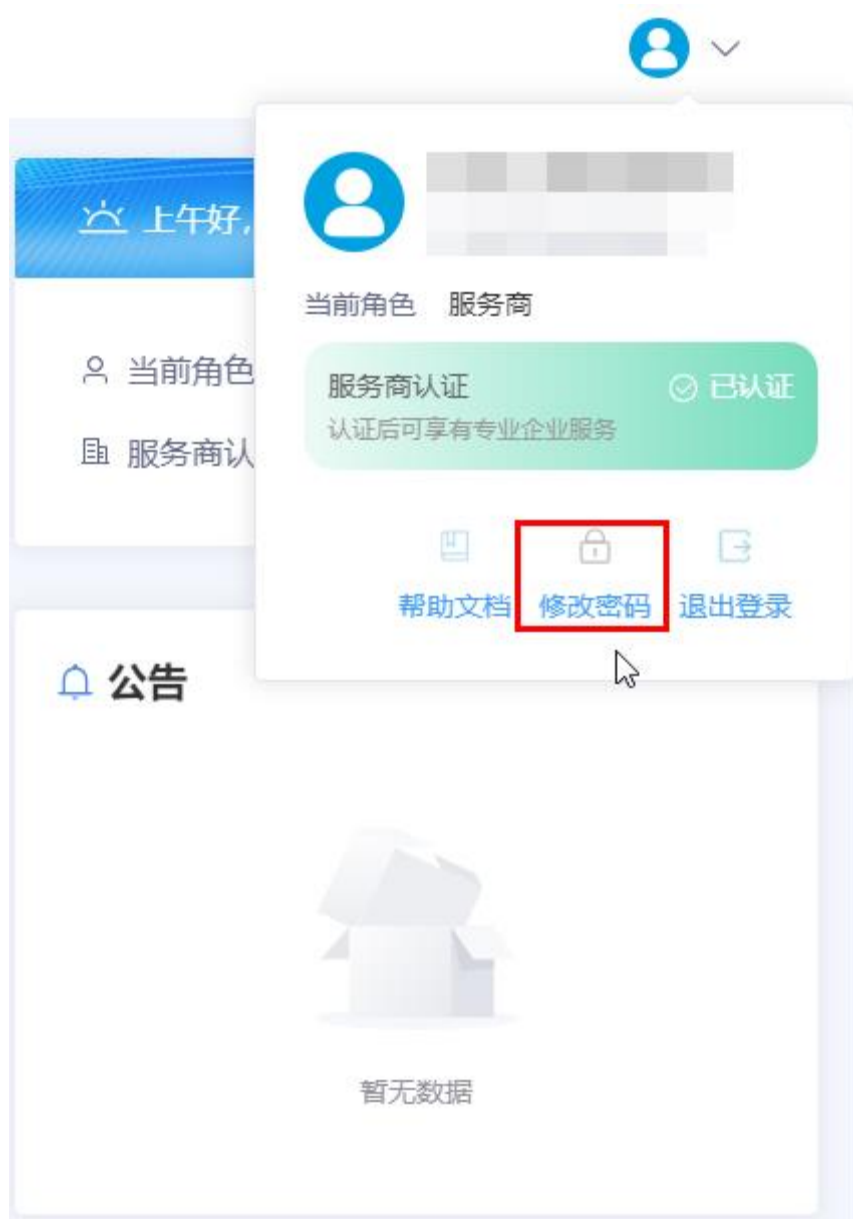 上午好，
当前角色 服务商
当前角色
服务商认证 已认证
认证后可享有专业企业服务
服务商认
帮助文档 修改密码 退出登录
公告
暂无数据